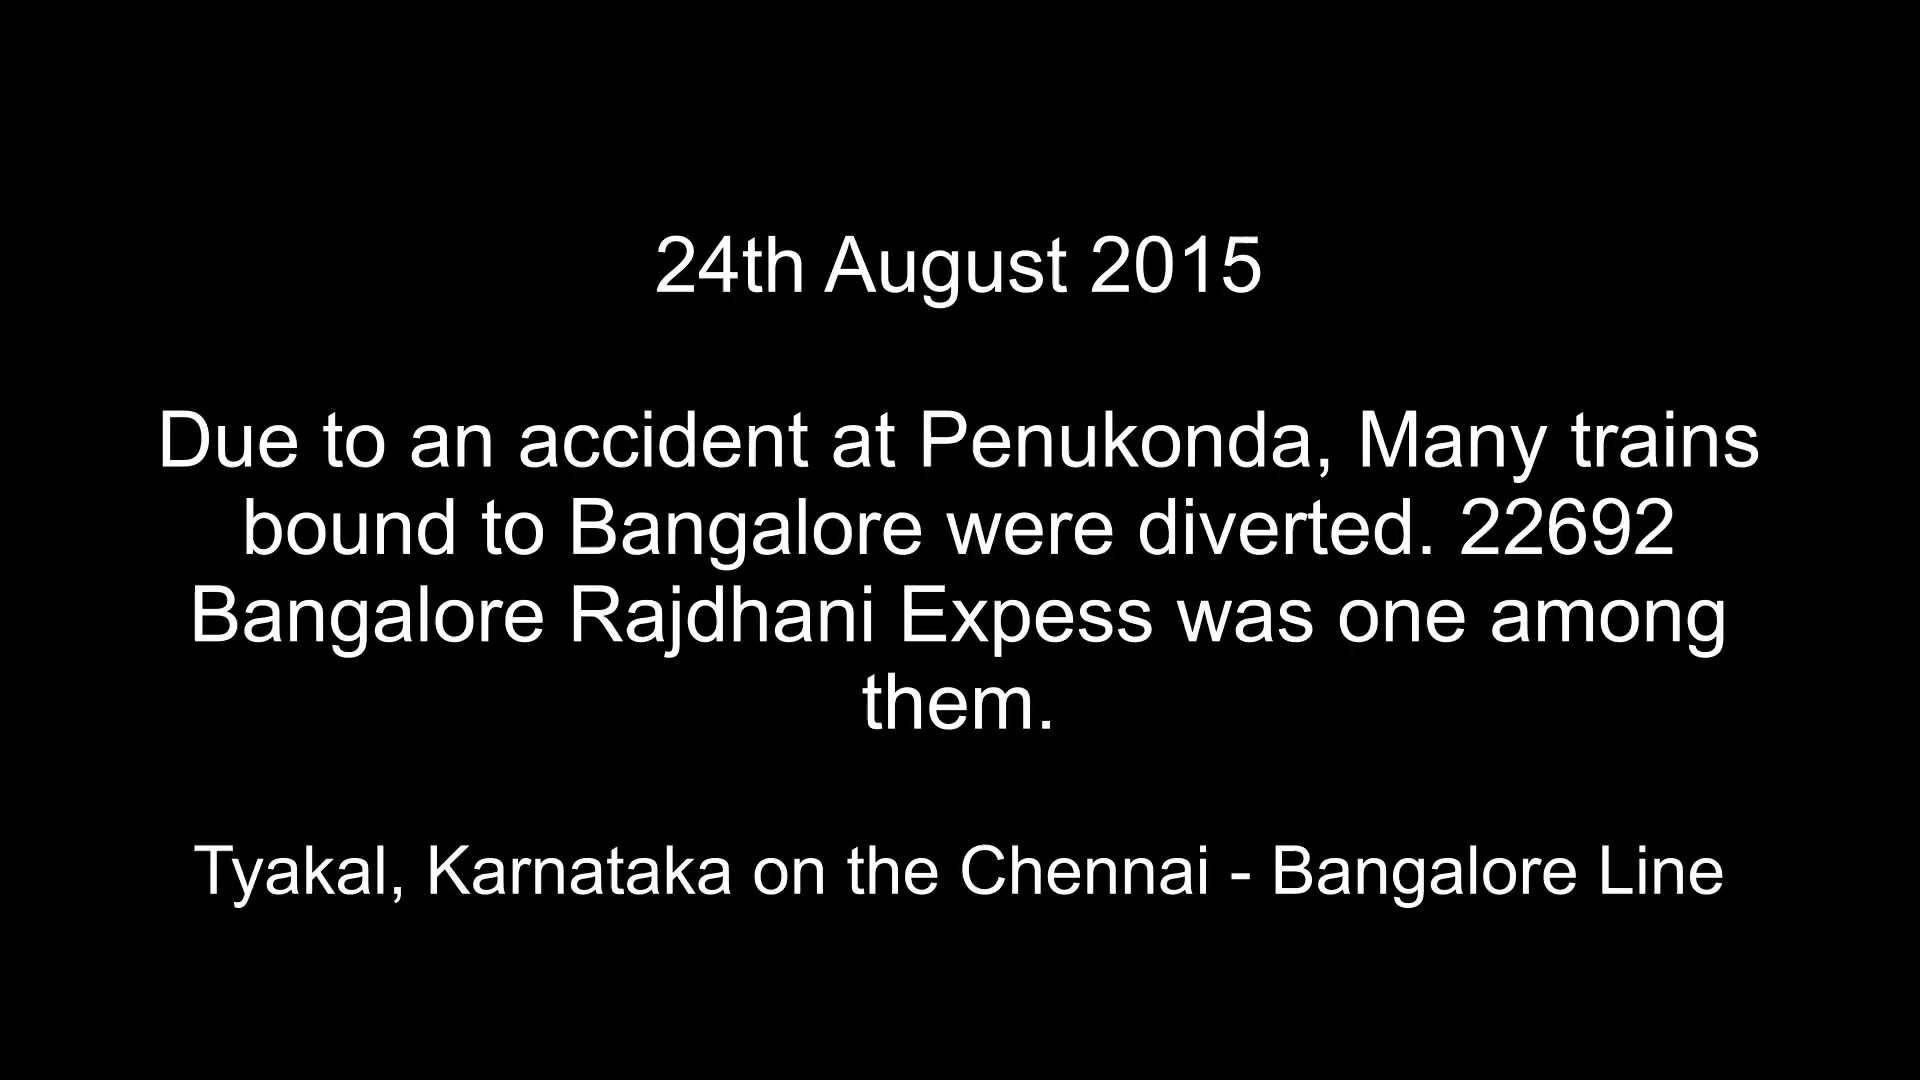 24th August 2015
Due to an accident at Penukonda, Many trains
bound to Bangalore were diverted. 22692
Bangalore Rajdhani Expess was one among
them.
Tyakal, Karnataka on the Chennai - Bangalore Line